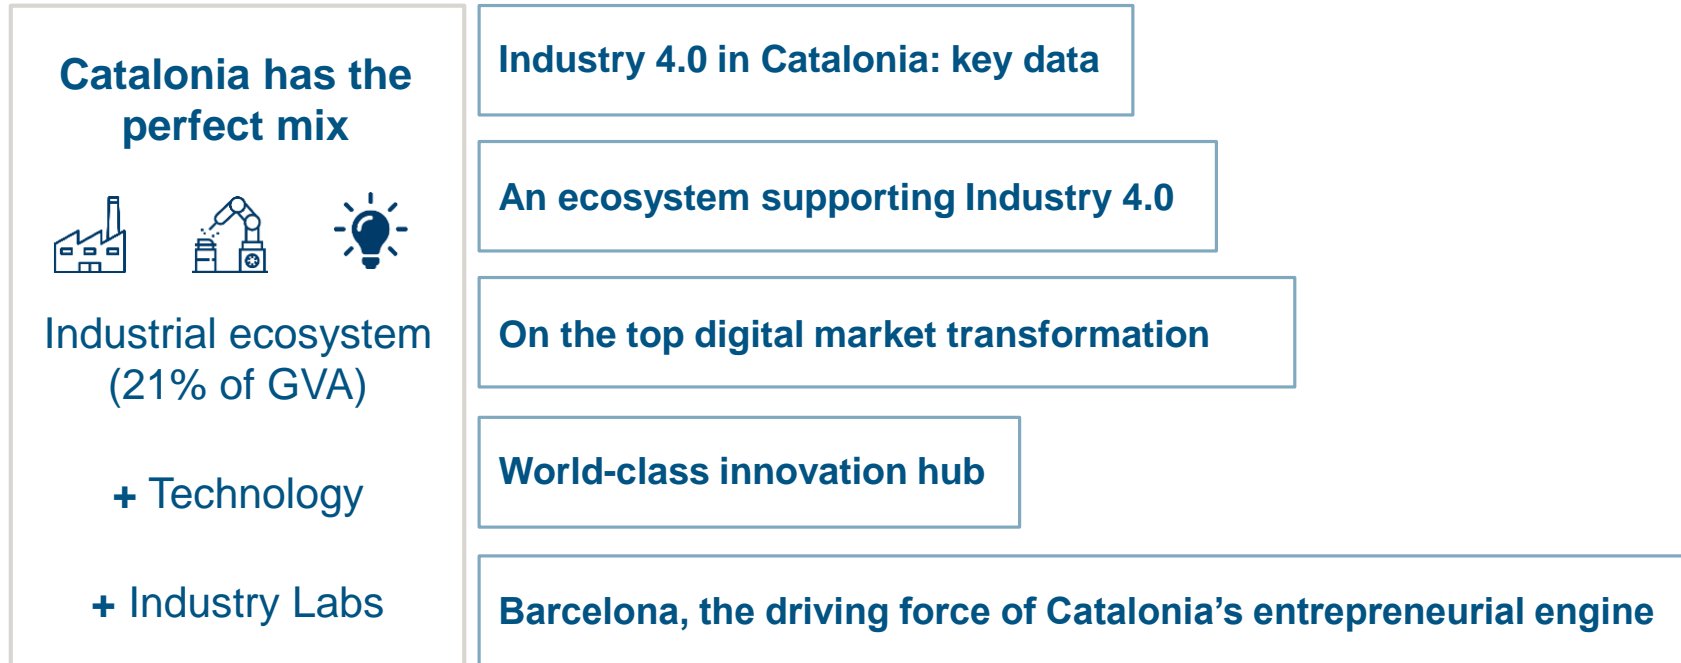 Catalonia has the
perfect mix
Industrial ecosystem
(21% of GVA)
+ Technology
+ Industry Labs
Industry 4.0 in Catalonia: key data
An ecosystem supporting Industry 4.0
On the top digital market transformation
World-class innovation hub
Barcelona, the driving force of Catalonia’s entrepreneurial engine